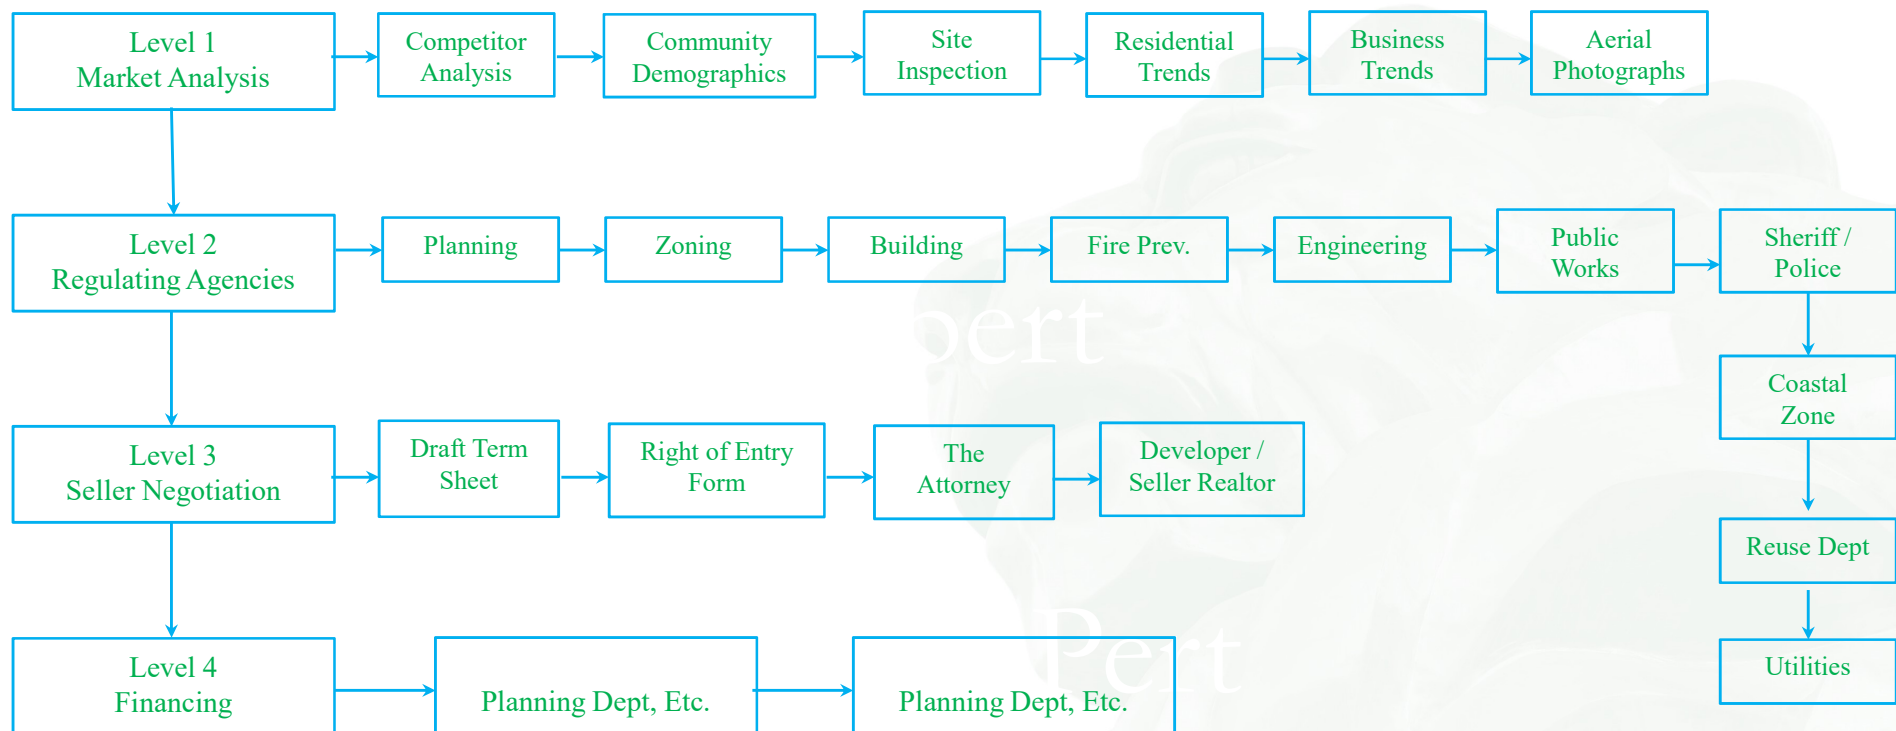 Level 1
Market Analysis
Competitor
Analysis
Community
Demographics
Site
Inspection
Residential
Trends
Business
Trends
Aerial
Photographs
Level 2
Regulating Agencies
Planning
Zoning
Building
Fire Prev.
Engineering
Public
Works
Sheriff /
Police
Coastal
Zone
Reuse Dept
Utilities
Level 3
Seller Negotiation
Draft Term
Sheet
Right of Entry
Form
The
Attorney
Developer /
Seller Realtor
Level 4
Financing
Planning Dept, Etc.
Planning Dept, Etc.
Pert